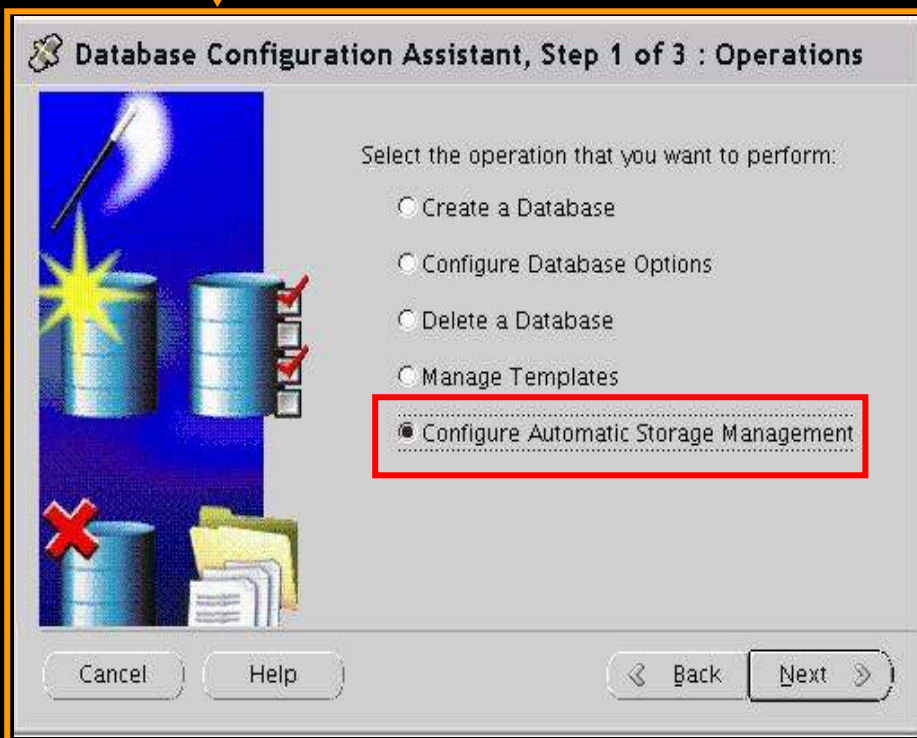 Database Configuration Assistant, Step 1 of 3 : Operations
Select the operation that you want to perform:
Create a Database
Configure Database Options
Delete a Database
Manage Templates
Configure Automatic Storage Management
Cancel
Help
Back
Next